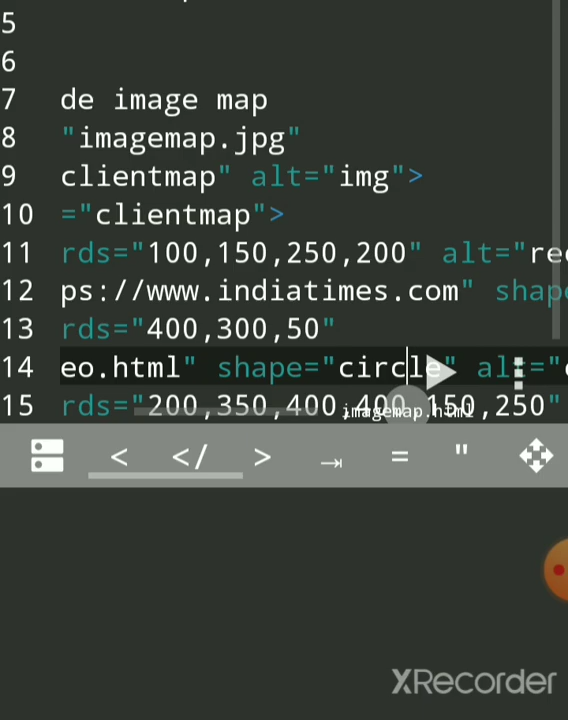 5
6
7 de image map
8 "imagemap.jpg"
9 clientmap" alt="img">
10 ="clientmap">
11 rds="100,150,250,200" alt="rec
12 ps://www.indiatimes.com" shape
13 rds="400,300,50"
14 eo.html" shape="circle" alt="c
15 rds="200,350,400,400,150,250"
imagemap.html
< </ > ⇥ = "
XRecorder